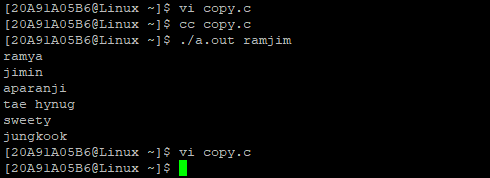 [20A91A05B6@Linux ~]$ vi copy.c
[20A91A05B6@Linux ~]$ cc copy.c
[20A91A05B6@Linux ~]$ ./a.out ramjim
ramya
jimin
aparanji
tae hynug
sweety
jungkook
[20A91A05B6@Linux ~]$ vi copy.c
[20A91A05B6@Linux ~]$